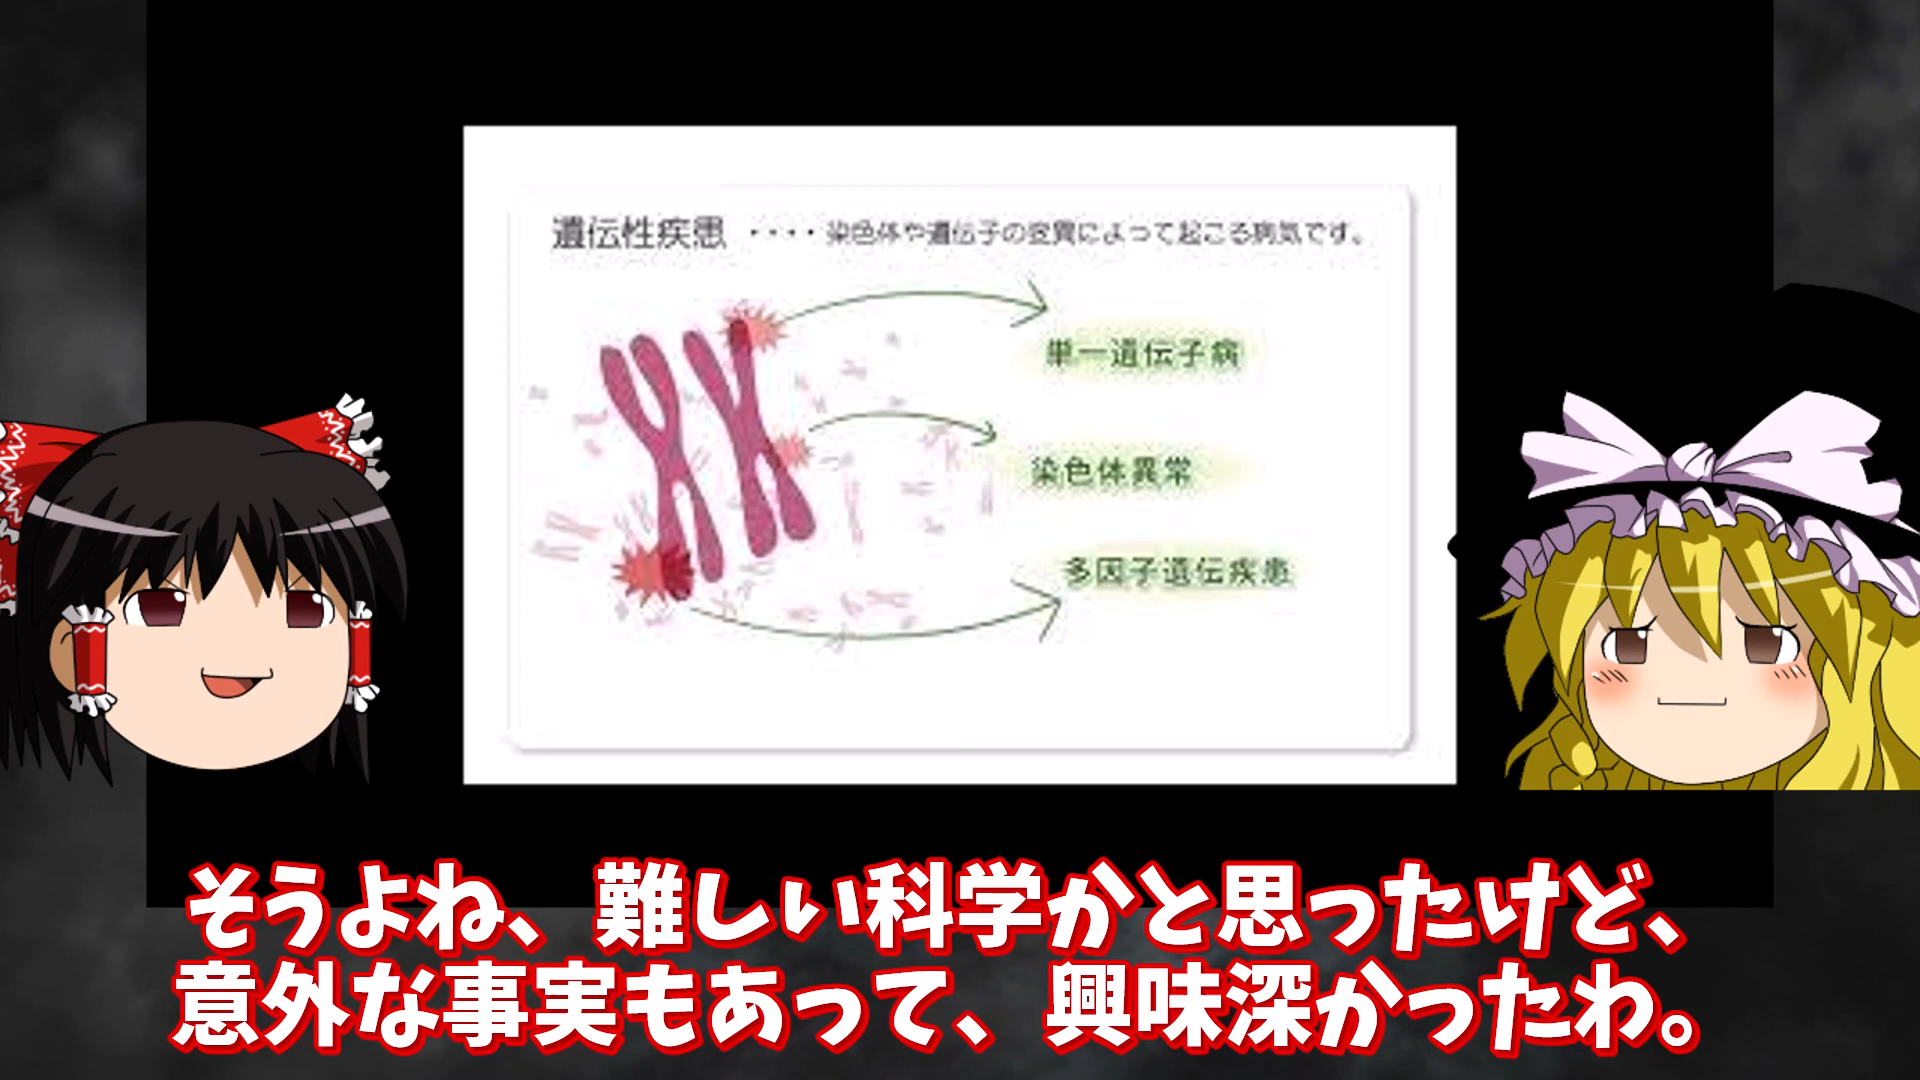 遺伝性疾患 ････染色体や遺伝子の変異によって起こる病気です。
単一遺伝子病
染色体異常
多因子遺伝疾患
そうよね、難しい科学かと思ったけど、
意外な事実もあって、興味深かったわ。